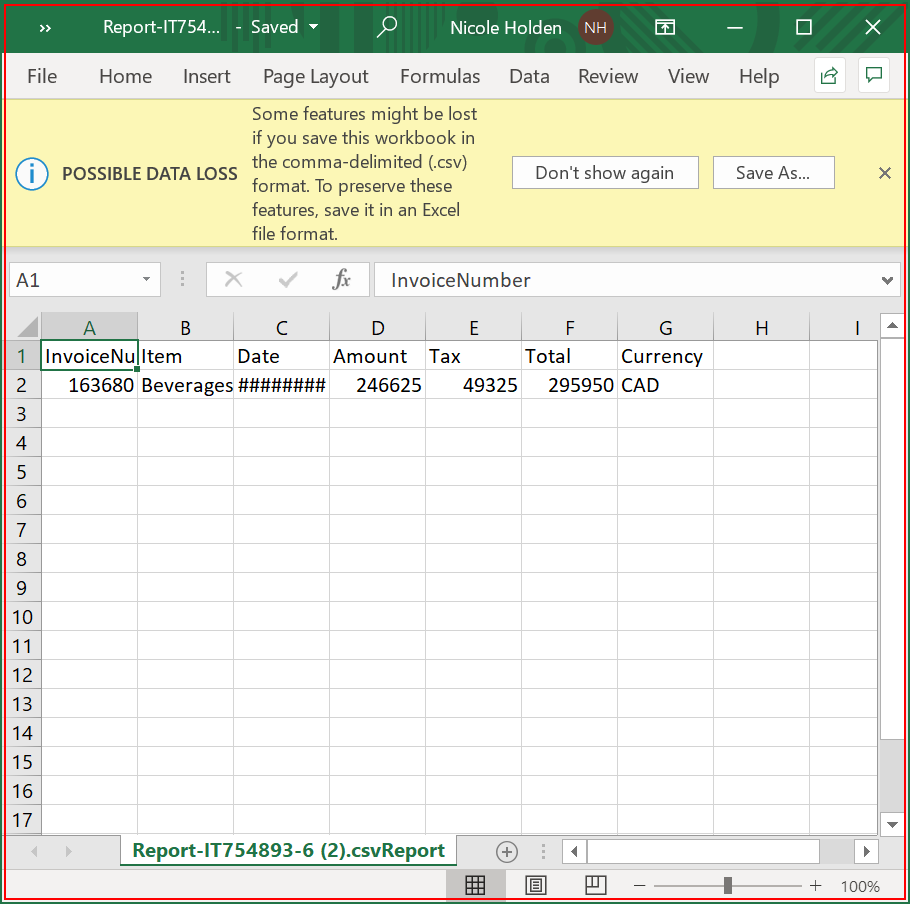 » Report-IT754... - Saved Nicole Holden NH
File Home Insert Page Layout Formulas Data Review View Help
POSSIBLE DATA LOSS
Some features might be lost
if you save this workbook in
the comma-delimited (.csv)
format. To preserve these
features, save it in an Excel
file format.
Don't show again
Save As...
A1 fx InvoiceNumber
A B C D E F G H I
1 InvoiceNu Item Date Amount Tax Total Currency
2 163680 Beverages ######## 246625 49325 295950 CAD
3
4
5
6
7
8
9
10
11
12
13
14
15
16
17
Report-IT754893-6 (2).csvReport
100%